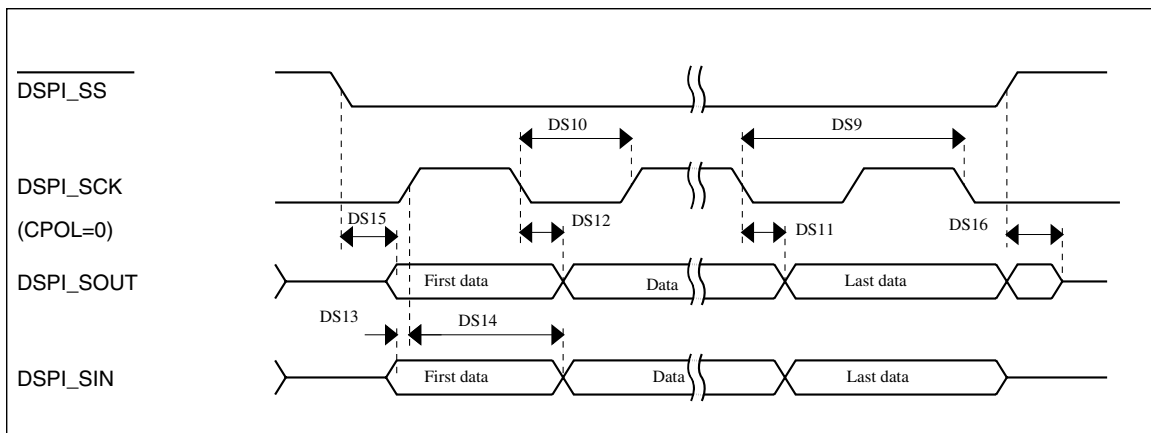 DSPI_SS
DS10
DS9
DSPI_SCK
(CPOL=0)
DS15
DS12
DS11
DS16
DSPI_SOUT
First data
Data
Last data
DS13
DS14
DSPI_SIN
First data
Data
Last data